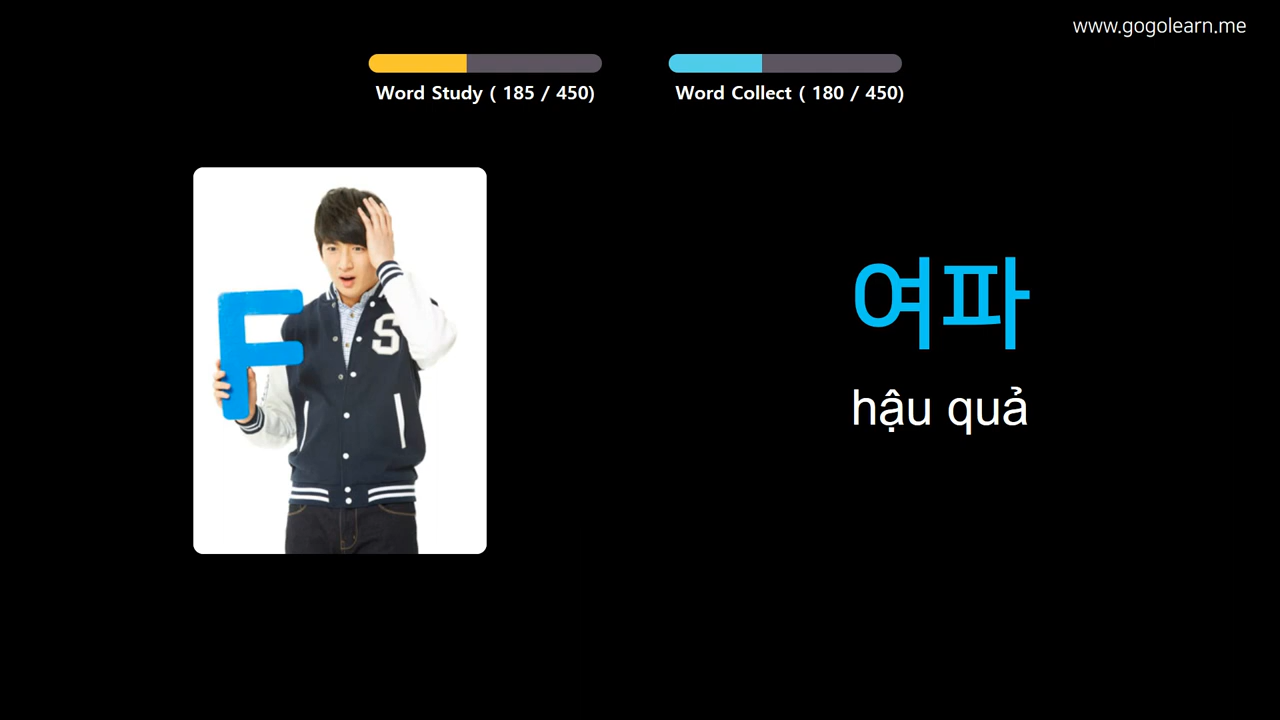 www.gogolearn.me
Word Study ( 185 / 450)
Word Collect ( 180 / 450)
F
S
여파
hậu quả